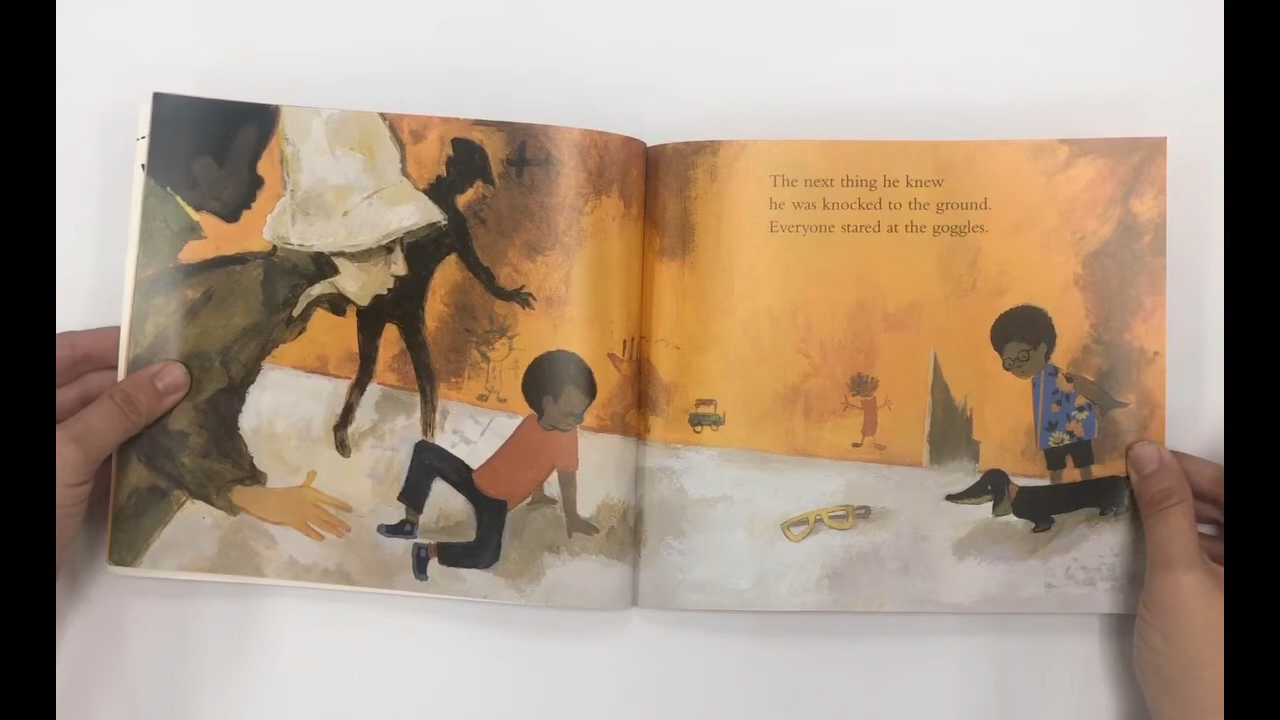 The next thing he knew
he was knocked to the ground.
Everyone stared at the goggles.